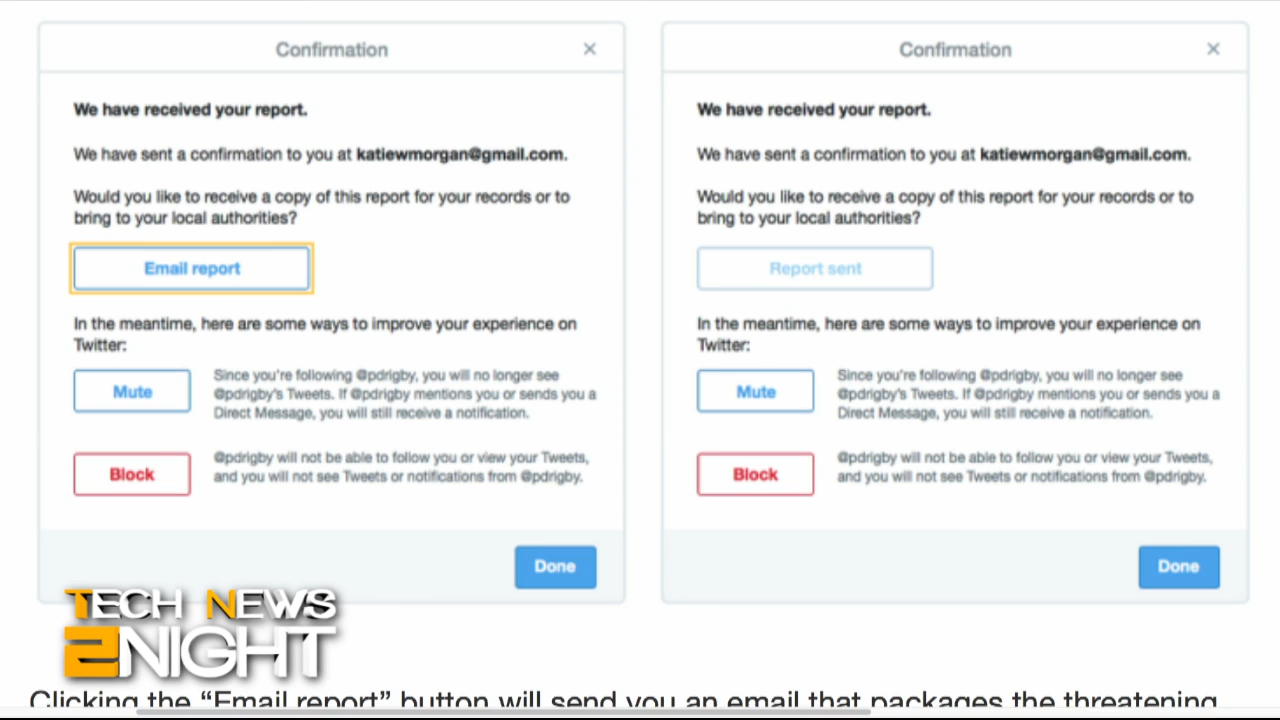 Confirmation ×
We have received your report.
We have sent a confirmation to you at katiewmorgan@gmail.com.
Would you like to receive a copy of this report for your records or to
bring to your local authorities?
Email report
In the meantime, here are some ways to improve your experience on
Twitter:
Mute
Since you're following @pdrigby, you will no longer see
@pdrigby's Tweets. If @pdrigby mentions you or sends you a
Direct Message, you will still receive a notification.
Block
@pdrigby will not be able to follow you or view your Tweets,
and you will not see Tweets or notifications from @pdrigby.
Done
Confirmation ×
We have received your report.
We have sent a confirmation to you at katiewmorgan@gmail.com.
Would you like to receive a copy of this report for your records or to
bring to your local authorities?
Report sent
In the meantime, here are some ways to improve your experience on
Twitter:
Mute
Since you're following @pdrigby, you will no longer see
@pdrigby's Tweets. If @pdrigby mentions you or sends you a
Direct Message, you will still receive a notification.
Block
@pdrigby will not be able to follow you or view your Tweets,
and you will not see Tweets or notifications from @pdrigby.
Done
TECH NEWS
2NIGHT
Clicking the “Email report” button will send you an email that packages the threatening